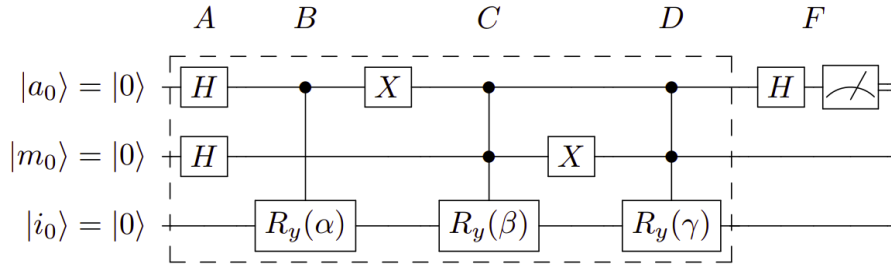 A B C D F
|a₀⟩ = |0⟩ H X H
|m₀⟩ = |0⟩ H X
|i₀⟩ = |0⟩ R_y(α) R_y(β) R_y(γ)